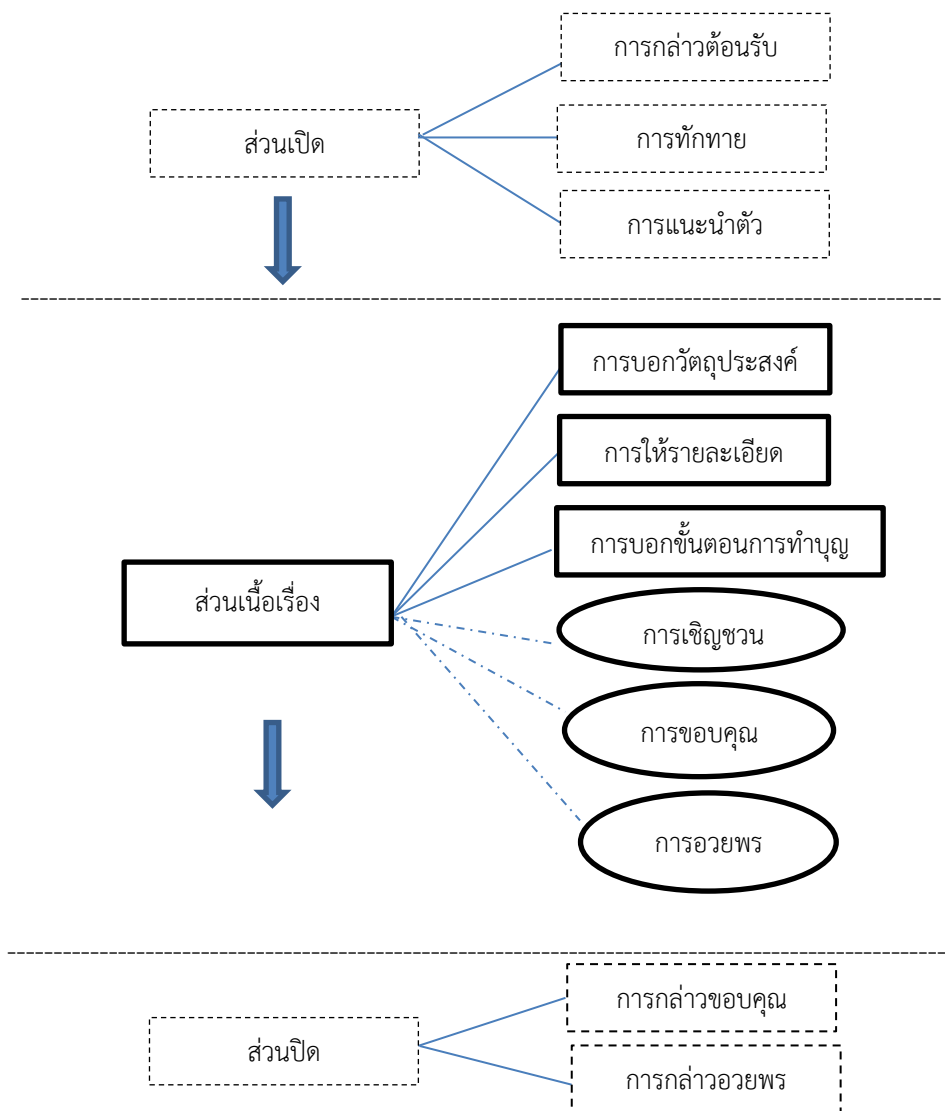 การกล่าวต้อนรับ
ส่วนเปิด
การทักทาย
การแนะนำตัว
การบอกวัตถุประสงค์
การให้รายละเอียด
การบอกขั้นตอนการทำบุญ
ส่วนเนื้อเรื่อง
การเชิญชวน
การขอบคุณ
การอวยพร
การกล่าวขอบคุณ
ส่วนปิด
การกล่าวอวยพร